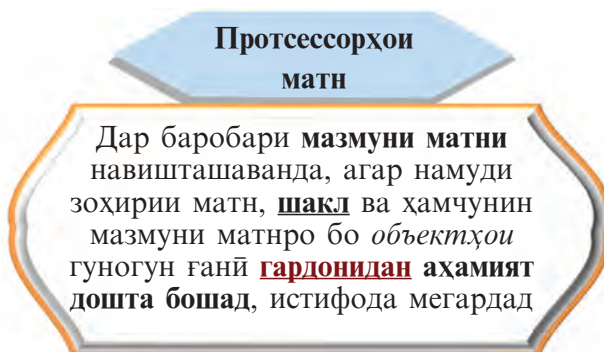 Протсессорҳои
матн
Дар баробари мазмуни матни
навишташаванда, агар намуди
зоҳирии матн, шакл ва ҳамчунин
мазмуни матнро бо объектҳои
гуногун ғанӣ гардонидан аҳамият
дошта бошад, истифода мегардад